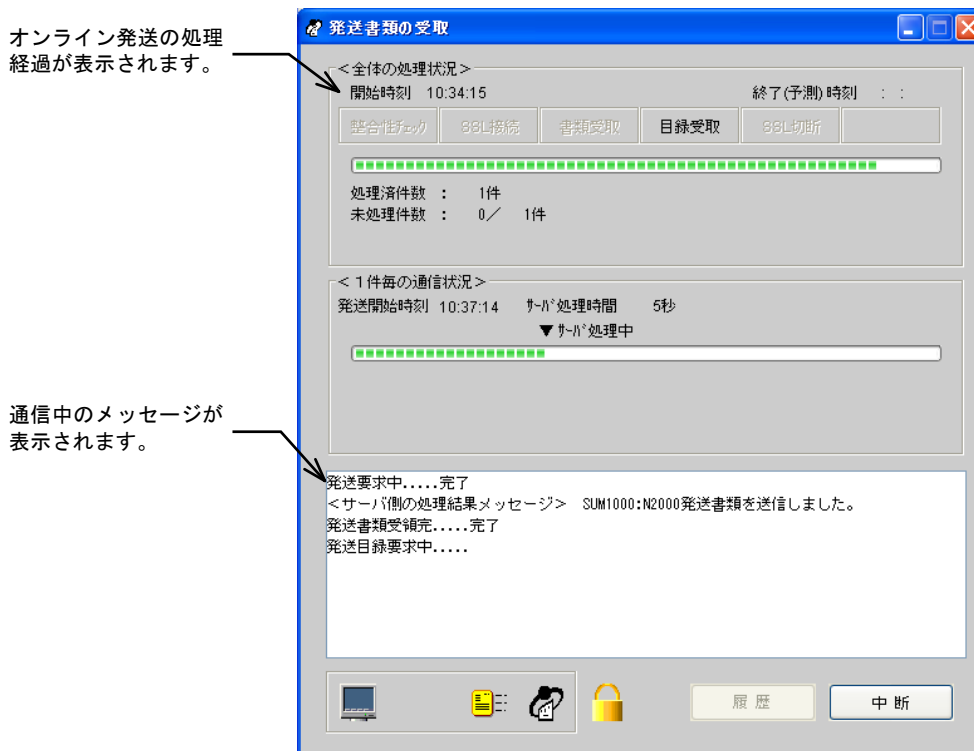 オンライン発送の処理
経過が表示されます。
発送書類の受取
<全体の処理状況>
開始時刻 10:34:15
終了(予測)時刻 : :
整合性ﾁｪｯｸ SSL接続 書類受取 目録受取 SSL切断
処理済件数 : 1件
未処理件数 : 0／ 1件
<１件毎の通信状況>
発送開始時刻 10:37:14 ｻｰﾊﾞ処理時間 5秒
▼ｻｰﾊﾞ処理中
通信中のメッセージが
表示されます。
発送要求中.....完了
<サーバ側の処理結果メッセージ> SUM1000:N2000発送書類を送信しました。
発送書類受領完.....完了
発送目録要求中.....
履歴
中断